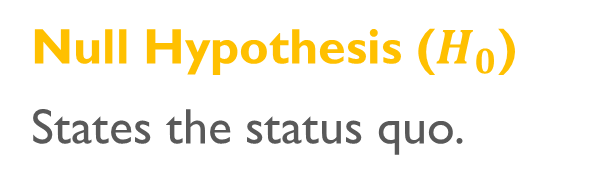 Null Hypothesis (H₀)
States the status quo.